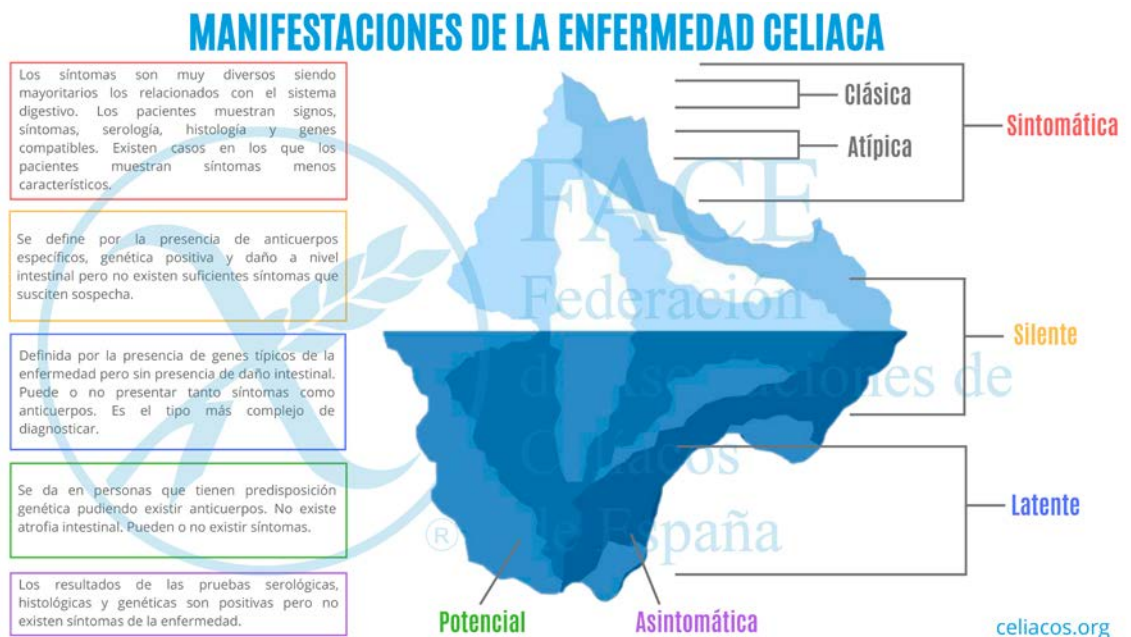 MANIFESTACIONES DE LA ENFERMEDAD CELIACA
Los síntomas son muy diversos siendo
mayoritarios los relacionados con el sistema
digestivo. Los pacientes muestran signos,
síntomas, serología, histología y genes
compatibles. Existen casos en los que los
pacientes muestran síntomas menos
característicos.
Se define por la presencia de anticuerpos
específicos, genética positiva y daño a nivel
intestinal pero no existen suficientes síntomas que
susciten sospecha.
Definida por la presencia de genes típicos de la
enfermedad pero sin presencia de daño intestinal.
Puede o no presentar tanto síntomas como
anticuerpos. Es el tipo más complejo de
diagnosticar.
Se da en personas que tienen predisposición
genética pudiendo existir anticuerpos. No existe
atrofia intestinal. Pueden o no existir síntomas.
Los resultados de las pruebas serológicas,
histológicas y genéticas son positivas pero no
existen síntomas de la enfermedad.
Clásica
Atípica
Sintomática
Silente
Latente
Potencial
Asintomática
FACE
Federación
de Asociaciones de
Celíacos
® de España
celiacos.org